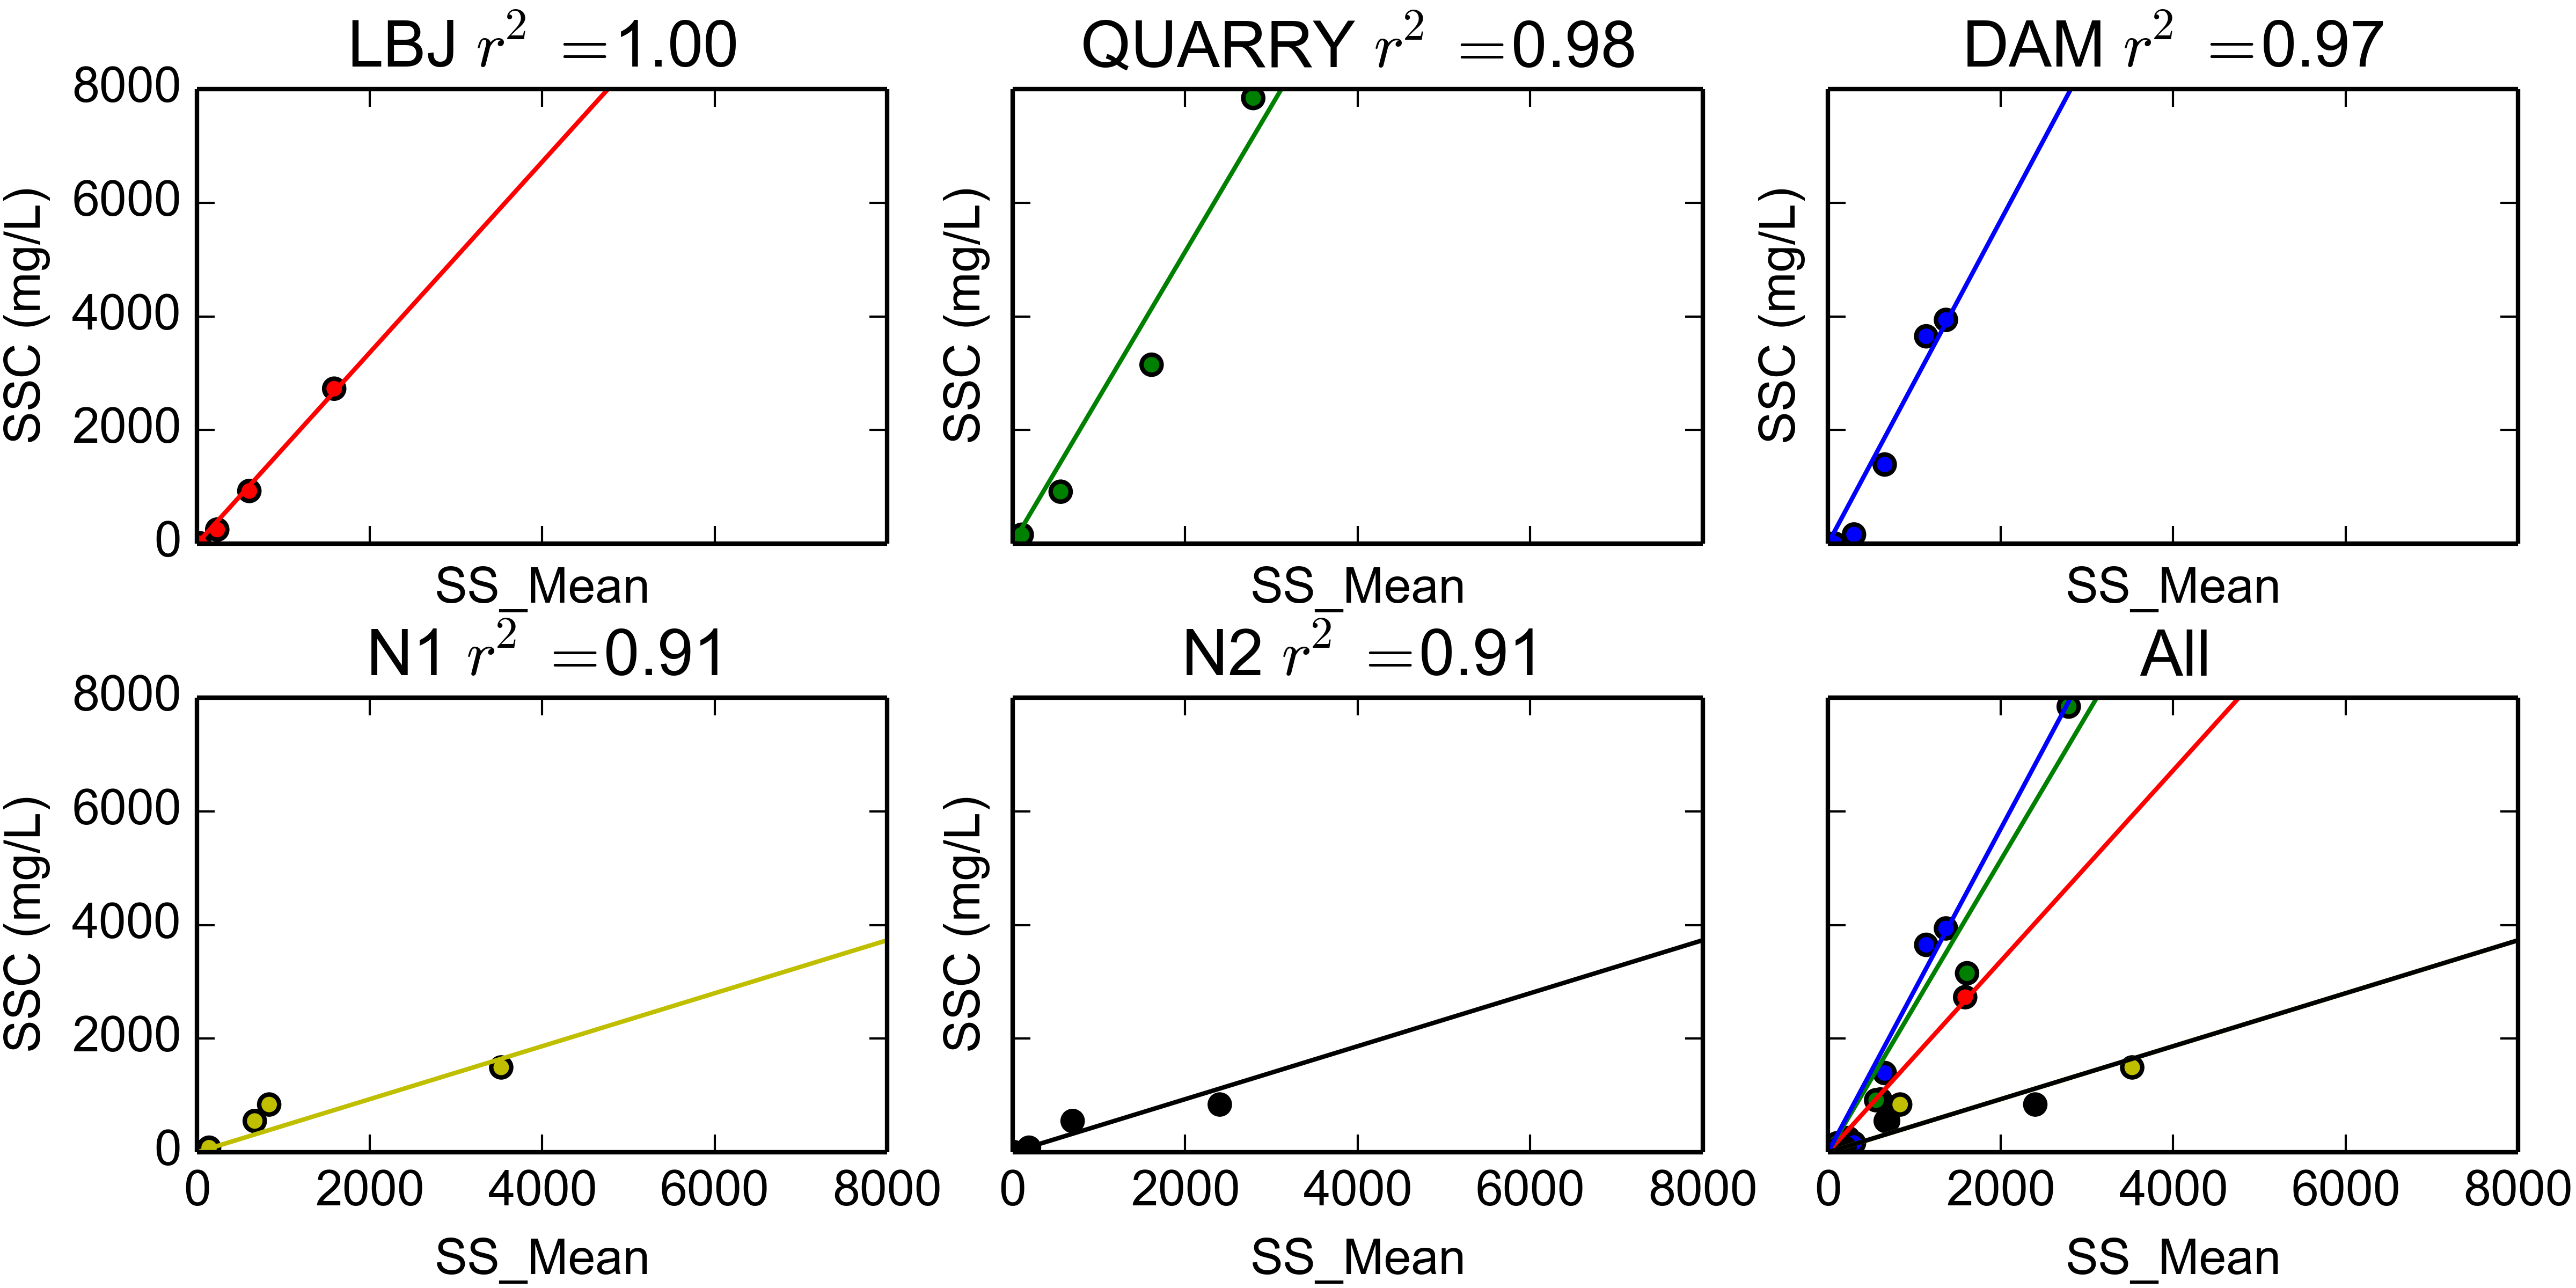 LBJ r² =1.00
QUARRY r² =0.98
DAM r² =0.97
8000
6000
4000
2000
0
SSC (mg/L)
SSC (mg/L)
SSC (mg/L)
SS_Mean
SS_Mean
SS_Mean
N1 r² =0.91
N2 r² =0.91
All
8000
6000
4000
2000
0
SSC (mg/L)
SSC (mg/L)
0 2000 4000 6000 8000
0 2000 4000 6000 8000
0 2000 4000 6000 8000
SS_Mean
SS_Mean
SS_Mean